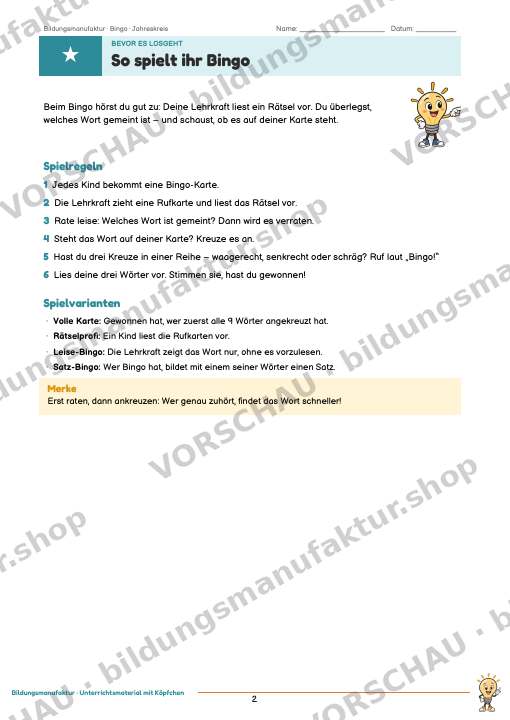 Bildungsmanufaktur · Bingo · Jahreskreis
Name: ____________________ Datum: __________
BEVOR ES LOSGEHT
So spielt ihr Bingo
Beim Bingo hörst du gut zu: Deine Lehrkraft liest ein Rätsel vor. Du überlegst,
welches Wort gemeint ist – und schaust, ob es auf deiner Karte steht.
Spielregeln
1 Jedes Kind bekommt eine Bingo-Karte.
2 Die Lehrkraft zieht eine Rufkarte und liest das Rätsel vor.
3 Rate leise: Welches Wort ist gemeint? Dann wird es verraten.
4 Steht das Wort auf deiner Karte? Kreuze es an.
5 Hast du drei Kreuze in einer Reihe – waagerecht, senkrecht oder schräg? Ruf laut „Bingo!"
6 Lies deine drei Wörter vor. Stimmen sie, hast du gewonnen!
Spielvarianten
· Volle Karte: Gewonnen hat, wer zuerst alle 9 Wörter angekreuzt hat.
· Rätselprofi: Ein Kind liest die Rufkarten vor.
· Leise-Bingo: Die Lehrkraft zeigt das Wort nur, ohne es vorzulesen.
· Satz-Bingo: Wer Bingo hat, bildet mit einem seiner Wörter einen Satz.
Merke
Erst raten, dann ankreuzen: Wer genau zuhört, findet das Wort schneller!
VORSCHAU · bildungsmanufaktur.shop
VORSCHAU · bildungsmanufaktur.shop
Bildungsmanufaktur · Unterrichtsmaterial mit Köpfchen
2